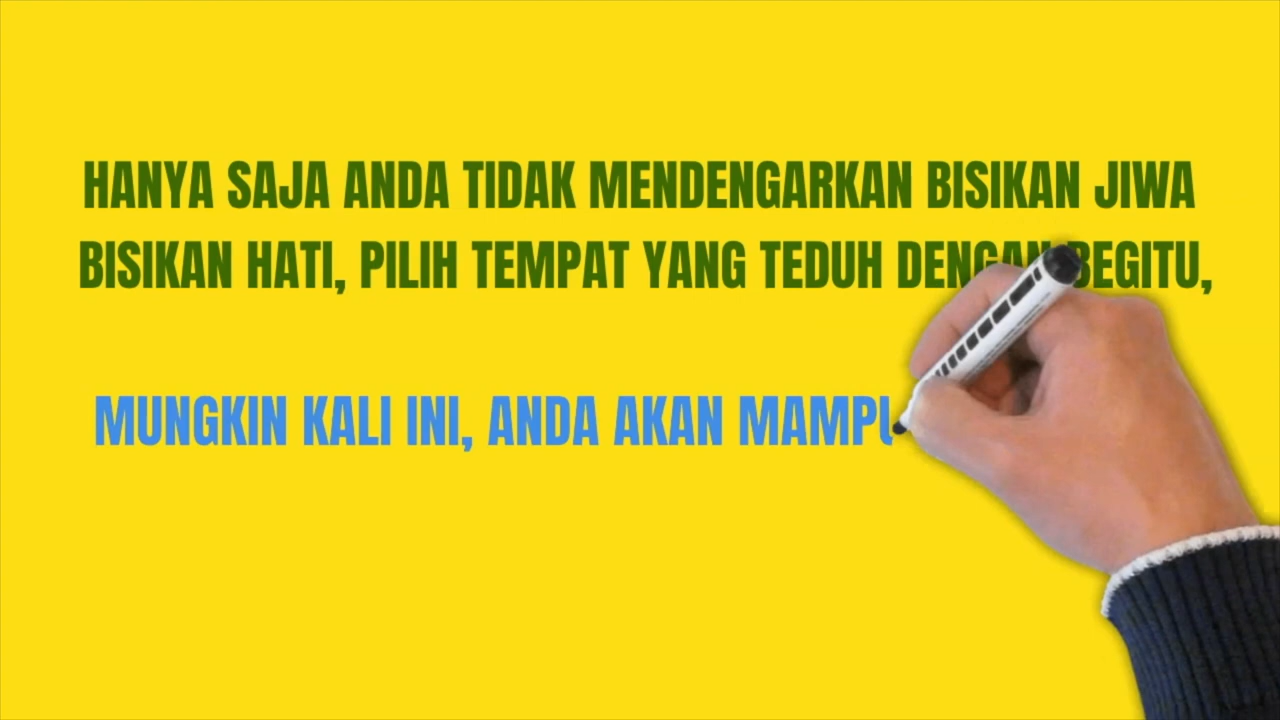 HANYA SAJA ANDA TIDAK MENDENGARKAN BISIKAN JIWA
BISIKAN HATI, PILIH TEMPAT YANG TEDUH DENGAN BEGITU,
MUNGKIN KALI INI, ANDA AKAN MAMPU